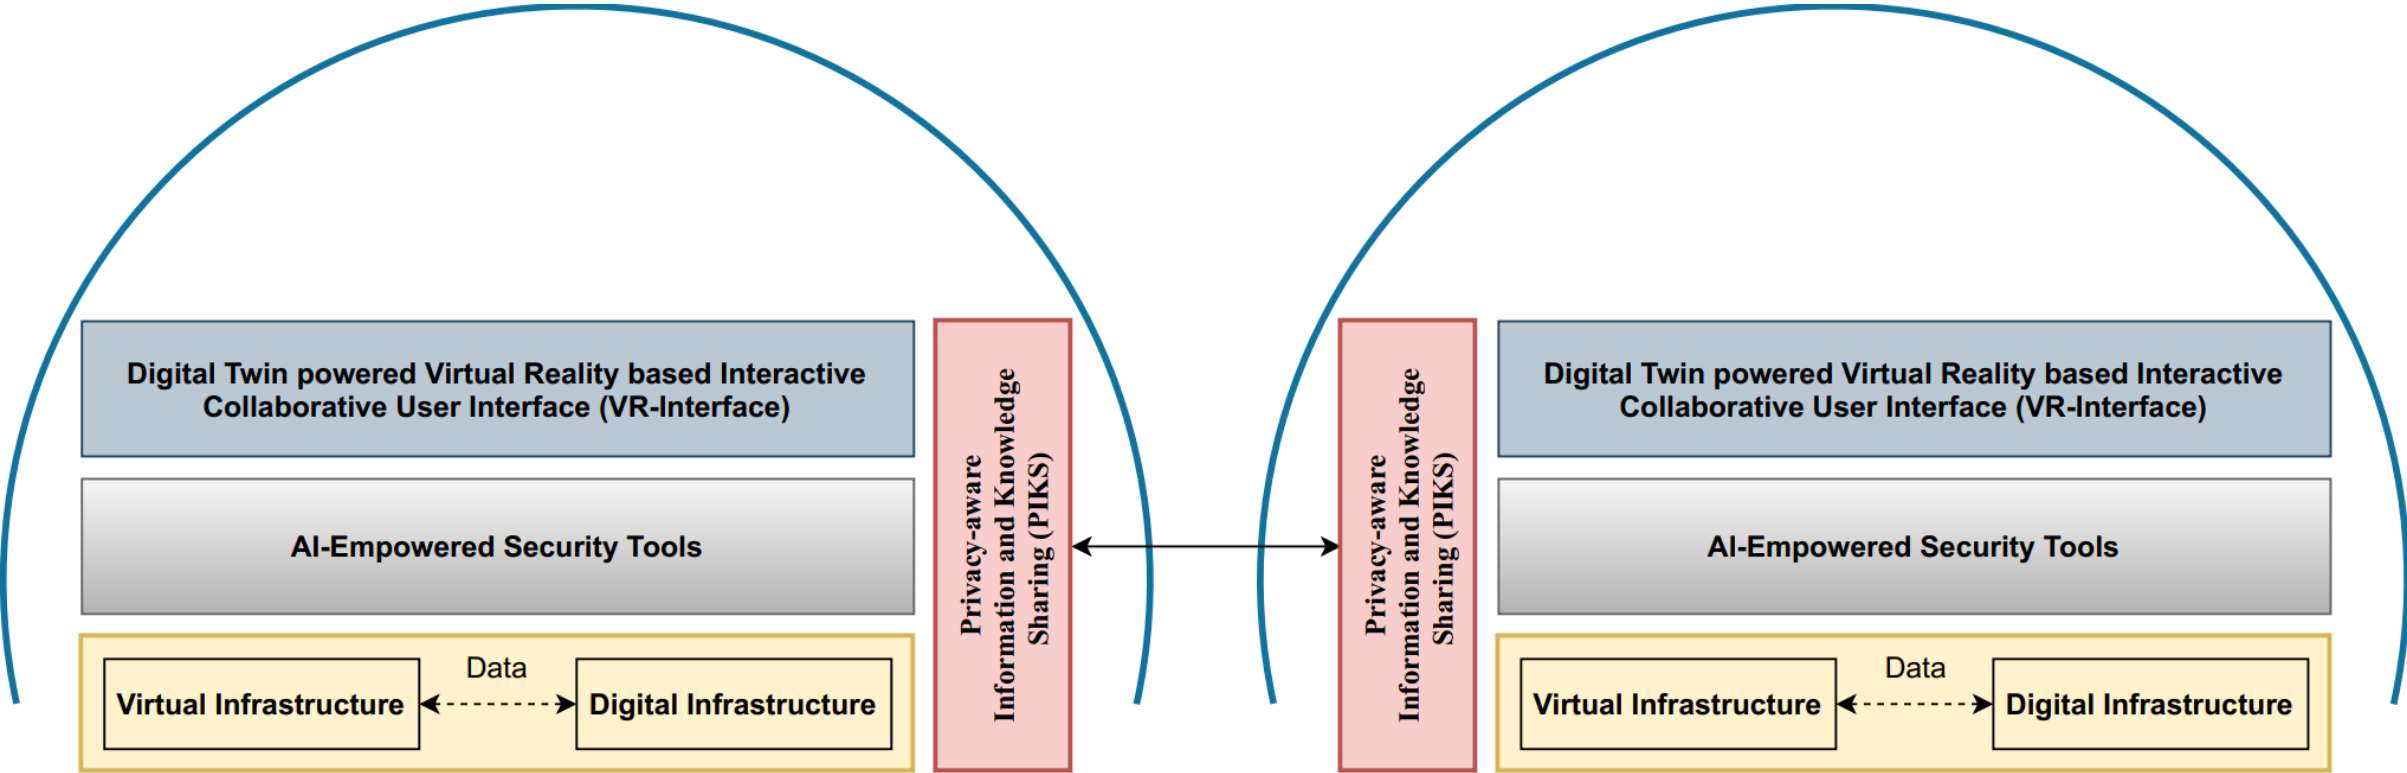 Digital Twin powered Virtual Reality based Interactive
Collaborative User Interface (VR-Interface)
AI-Empowered Security Tools
Data
Virtual Infrastructure
Digital Infrastructure
Privacy-aware
Information and Knowledge
Sharing (PIKS)
Privacy-aware
Information and Knowledge
Sharing (PIKS)
Digital Twin powered Virtual Reality based Interactive
Collaborative User Interface (VR-Interface)
AI-Empowered Security Tools
Data
Virtual Infrastructure
Digital Infrastructure